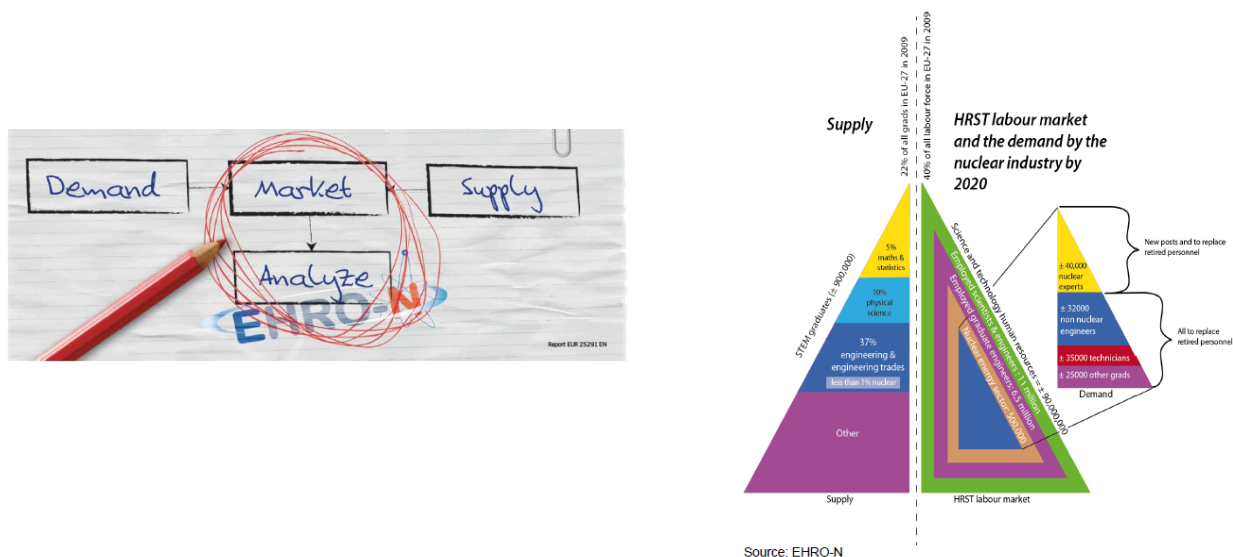 Demand
Market
Supply
Analyze
EHRO-N
Report EUR 25291 EN
22% of all grads in EU-27 in 2009
40% of all labour force in EU-27 in 2009
Supply
HRST labour market
and the demand by the
nuclear industry by
2020
STEM graduates (± 900,000)
5%
maths &
statistics
10%
physical
science
37%
engineering &
engineering trades
less than 1% nuclear
Other
Supply
Science and technology human resources = ± 90,000,000
Employed scientists & engineers : 11 million
Employed graduate engineers: 6.5 million
Nuclear energy sector: 500,000
HRST labour market
± 40,000
nuclear
experts
± 32000
non nuclear
engineers
± 35000 technicians
± 25000 other grads
Demand
New posts and to replace
retired personnel
All to replace
retired personnel
Source: EHRO-N